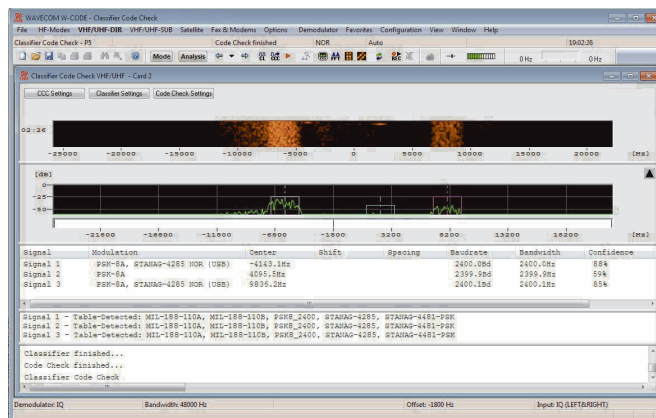 WAVECOM W-CODE - Classifier Code Check
File HF-Modes VHF/UHF-DIR VHF/UHF-SUB Satellite Fax & Modems Options Demodulator Favorites Configuration View Window Help
Classifier Code Check - P5 Code Check finished NOR Auto 19:02:26
Mode Analysis 0 Hz 0 Hz
Classifier Code Check VHF/UHF - Card 2
CCC Settings Classifier Settings Code Check Settings
02:26
-25000 -20000 -15000 -10000 -5000 0 5000 10000 15000 20000 [Hz]
[dB]
0
-25
-50
-21800 -16800 -11800 -6800 -1800 3200 8200 13200 18200 [Hz]
Signal Modulation Center Shift Spacing Baudrate Bandwidth Confidence
Signal 1 PSK-8A, STANAG-4285 NOR (USB) -4143.1Hz 2400.0Bd 2400.0Hz 88%
Signal 2 PSK-8A 4095.5Hz 2399.9Bd 2399.9Hz 59%
Signal 3 PSK-8A, STANAG-4285 NOR (USB) 9836.2Hz 2400.1Bd 2400.1Hz 85%
Signal 1 - Table-Detected: MIL-188-110A, MIL-188-110B, PSK8_2400, STANAG-4285, STANAG-4481-PSK
Signal 2 - Table-Detected: MIL-188-110A, MIL-188-110B, PSK8_2400, STANAG-4285, STANAG-4481-PSK
Signal 3 - Table-Detected: MIL-188-110A, MIL-188-110B, PSK8_2400, STANAG-4285, STANAG-4481-PSK
Classifier finished...
Code Check finished...
Classifier Code Check
Demodulator: IQ Bandwidth: 48000 Hz Offset: -1800 Hz Input: IQ (LEFT&RIGHT)